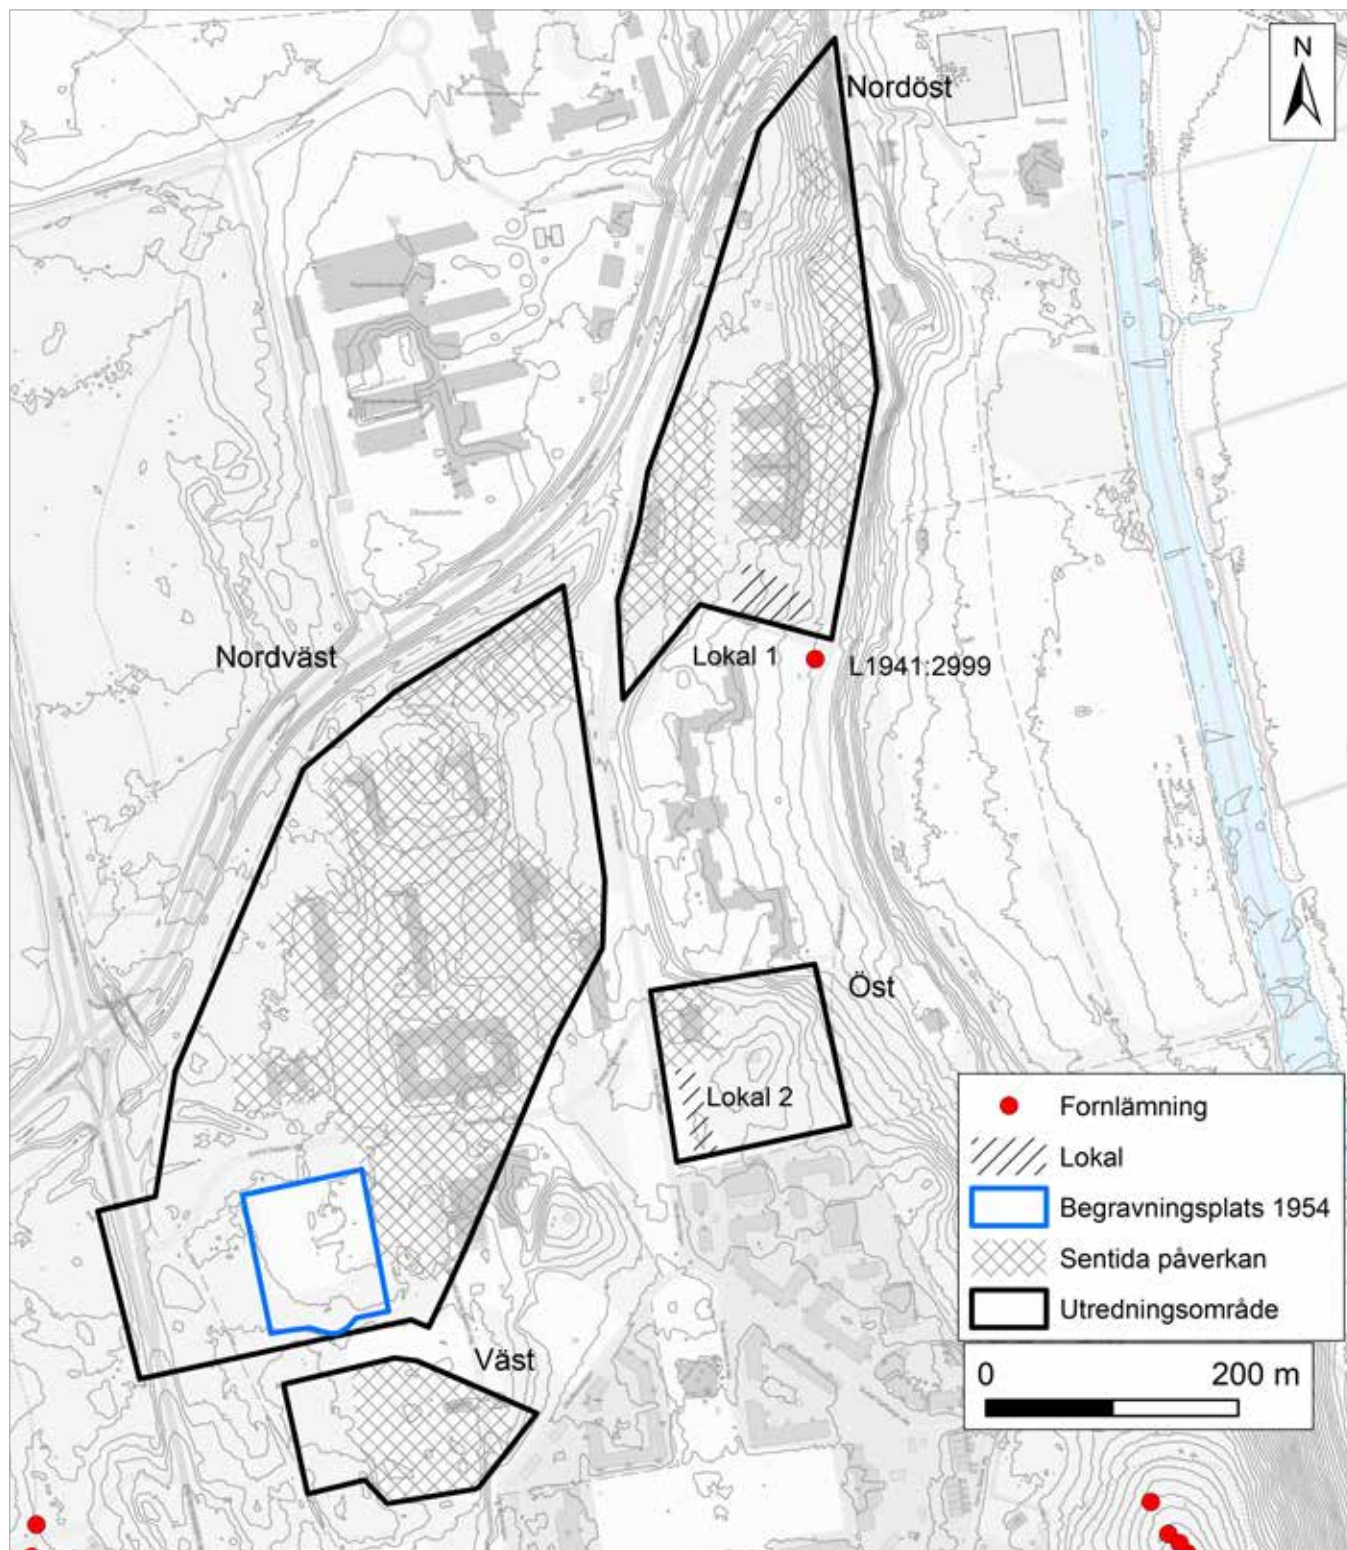 N
Nordöst
Nordväst
Lokal 1
L1941:2999
Öst
Lokal 2
Väst
Fornlämning
Lokal
Begravningsplats 1954
Sentida påverkan
Utredningsområde
0 200 m